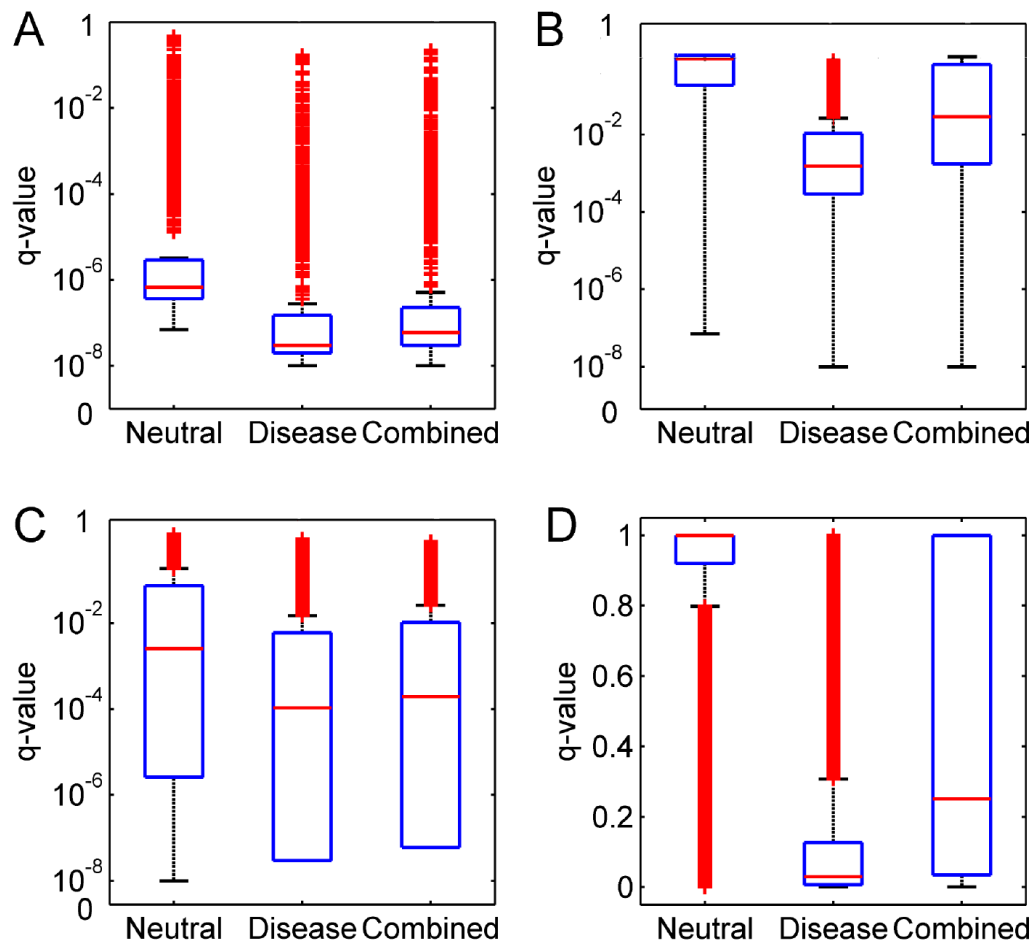 A
q-value
1
10-2
10-4
10-6
10-8
0
Neutral Disease Combined
B
q-value
1
10-2
10-4
10-6
10-8
0
Neutral Disease Combined
C
q-value
1
10-2
10-4
10-6
10-8
0
Neutral Disease Combined
D
q-value
1
0.8
0.6
0.4
0.2
0
Neutral Disease Combined